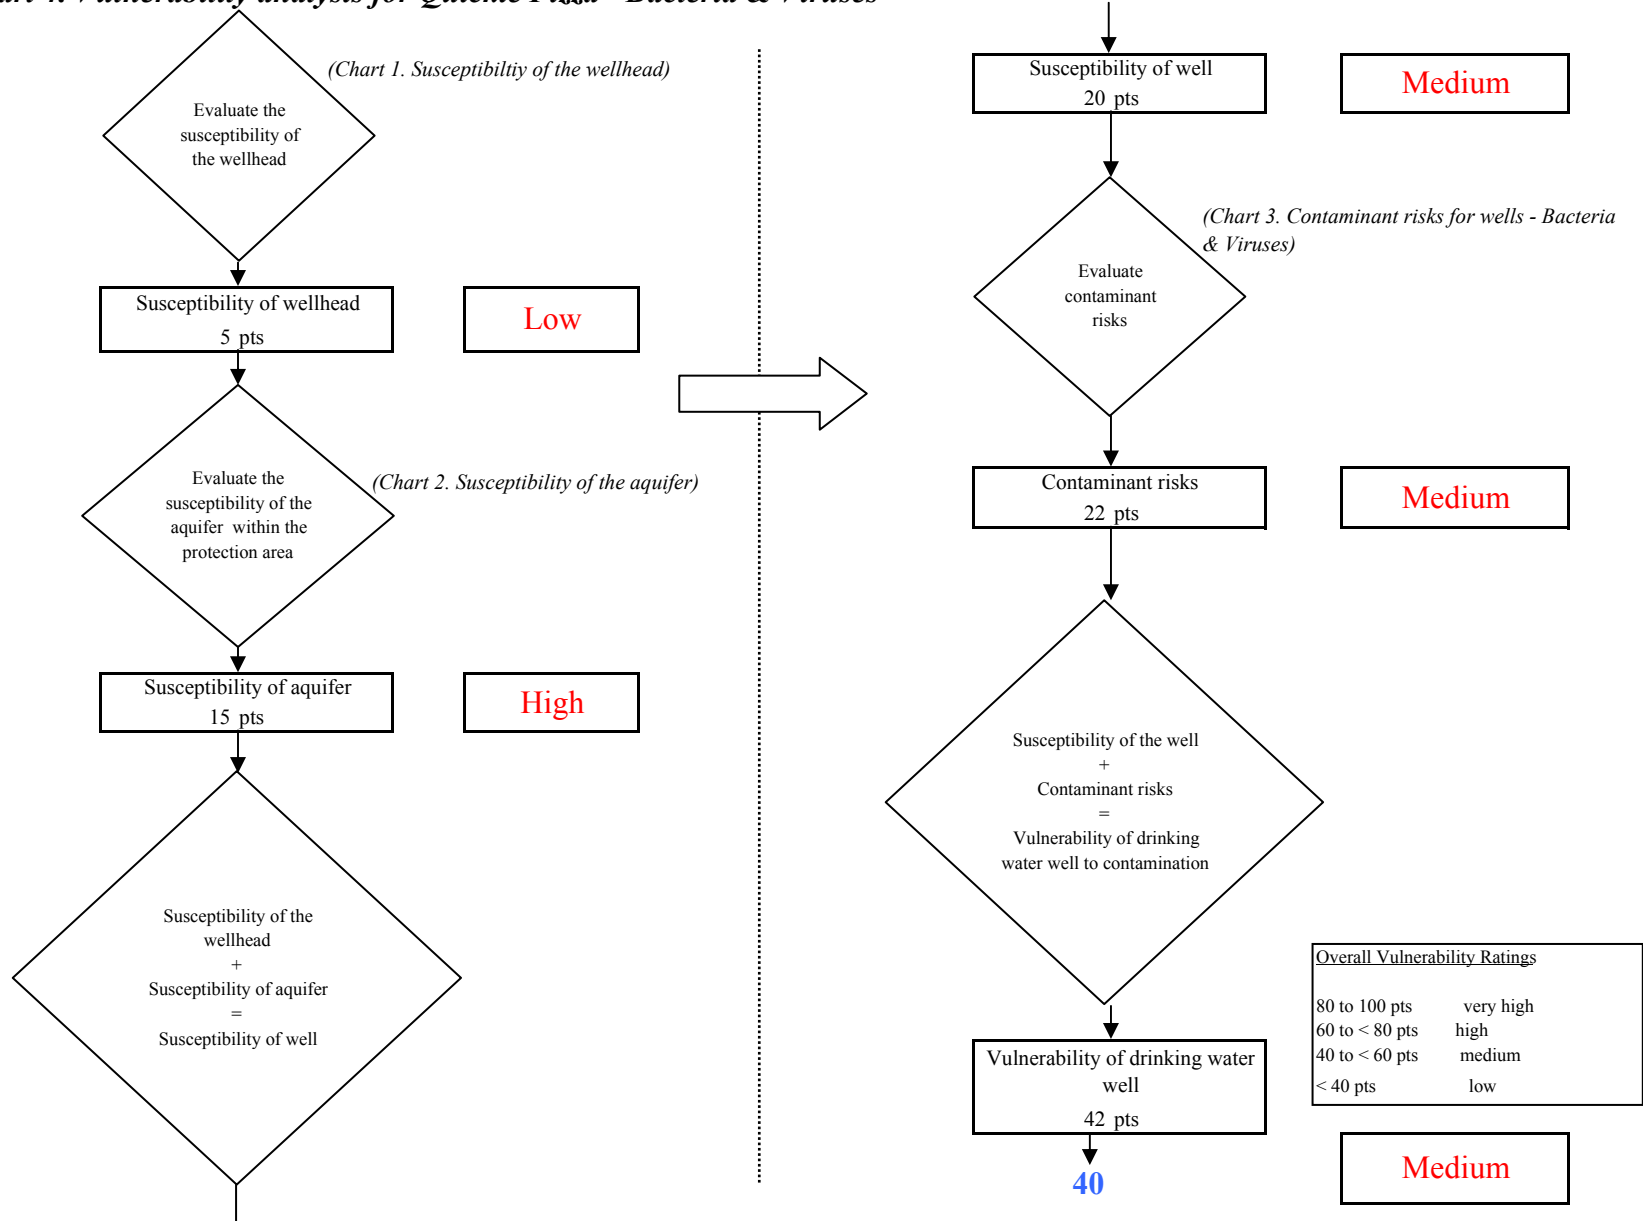 Vulnerability analysis for
Bacteria & Viruses
(Chart 1. Susceptibiltiy of the wellhead)
Evaluate the
susceptibility of
the wellhead
Susceptibility of wellhead
5 pts
Low
Evaluate the
susceptibility of the
aquifer within the
protection area
(Chart 2. Susceptibility of the aquifer)
Susceptibility of aquifer
15 pts
High
Susceptibility of the
wellhead
+
Susceptibility of aquifer
=
Susceptibility of well
Susceptibility of well
20 pts
Medium
(Chart 3. Contaminant risks for wells - Bacteria
& Viruses)
Evaluate
contaminant
risks
Contaminant risks
22 pts
Medium
Susceptibility of the well
+
Contaminant risks
=
Vulnerability of drinking
water well to contamination
Overall Vulnerability Ratings
80 to 100 pts very high
60 to < 80 pts high
40 to < 60 pts medium
< 40 pts low
Vulnerability of drinking water
well
42 pts
40
Medium